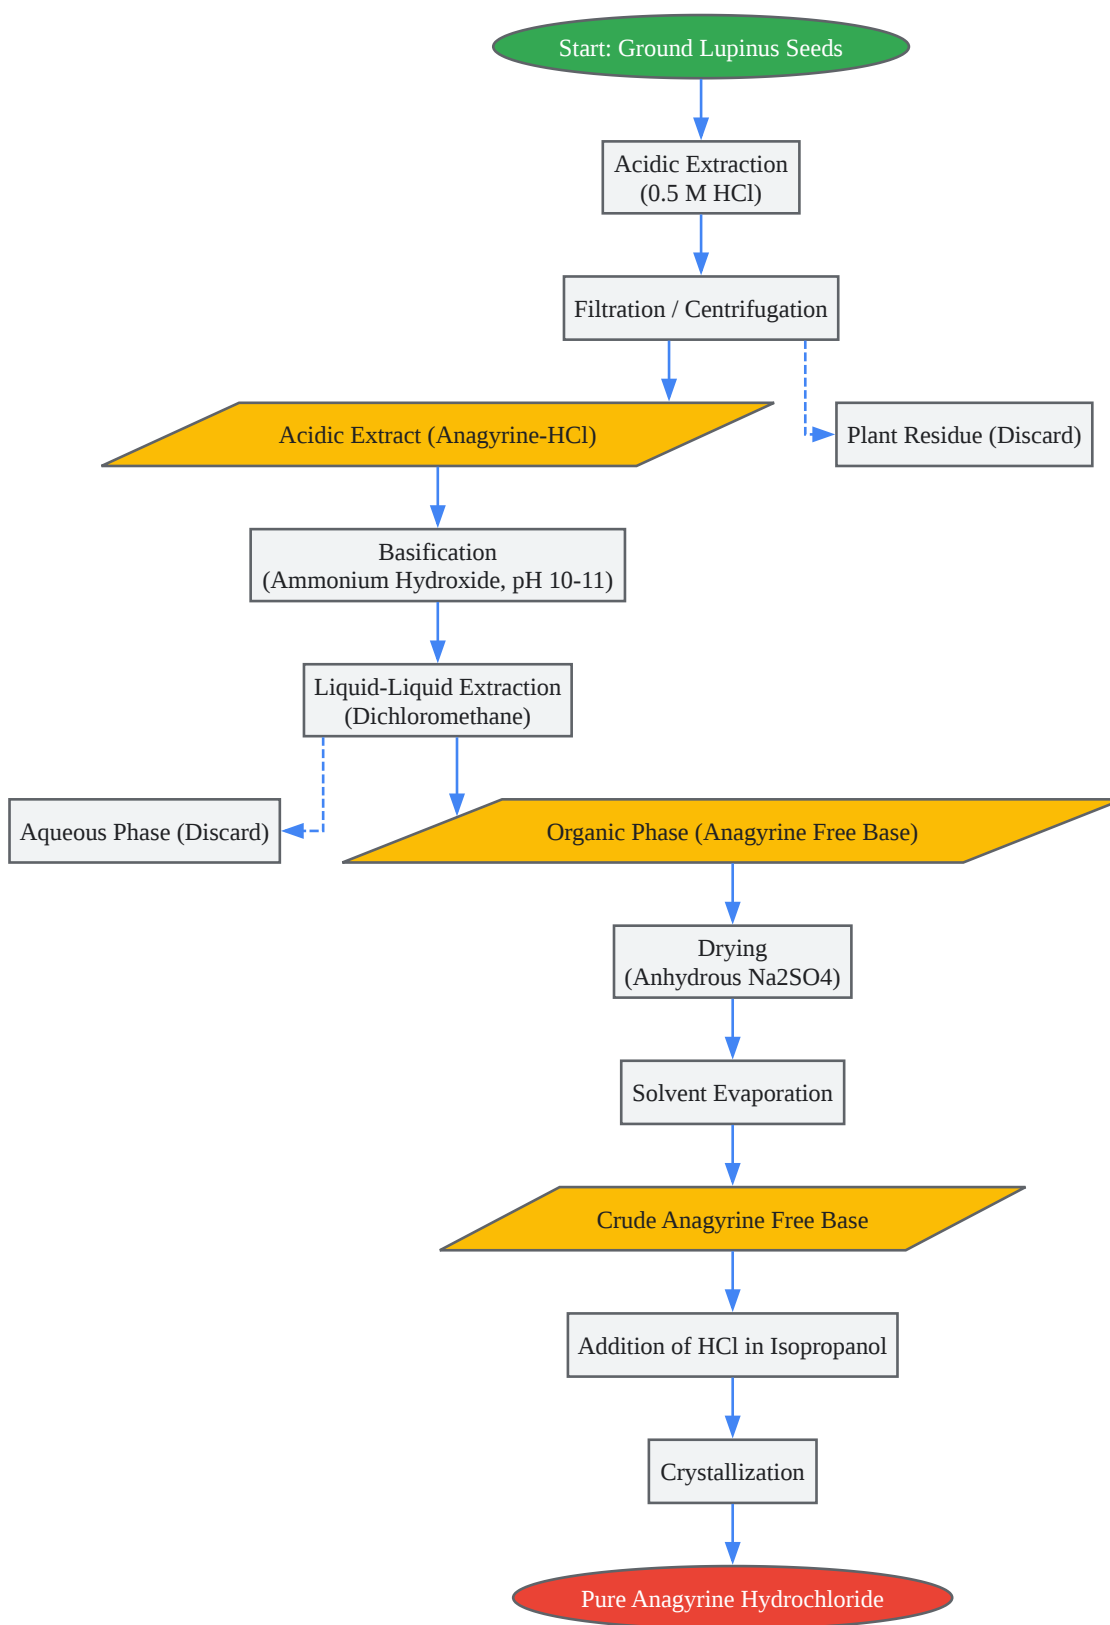 Start: Ground Lupinus Seeds
Acidic Extraction
(0.5 M HCl)
Filtration / Centrifugation
Acidic Extract (Anagyrine-HCl)
Plant Residue (Discard)
Basification
(Ammonium Hydroxide, pH 10-11)
Liquid-Liquid Extraction
(Dichloromethane)
Aqueous Phase (Discard)
Organic Phase (Anagyrine Free Base)
Drying
(Anhydrous Na2SO4)
Solvent Evaporation
Crude Anagyrine Free Base
Addition of HCl in Isopropanol
Crystallization
Pure Anagyrine Hydrochloride